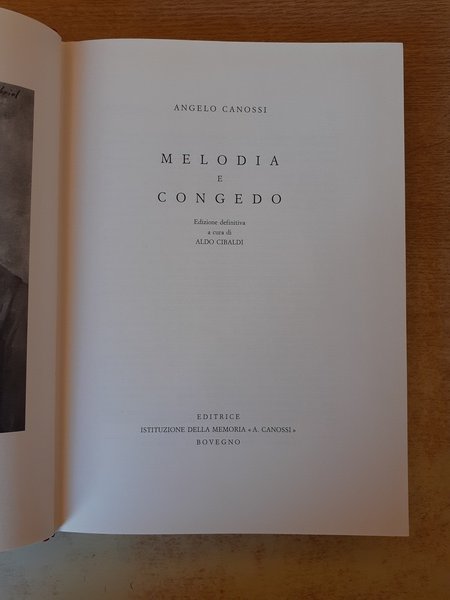 ANGELO CANOSSI
MELODIA
E
CONGEDO
Edizione definitiva
a cura di
ALDO CIBALDI
EDITRICE
ISTITUZIONE DELLA MEMORIA « A. CANOSSI »
BOVEGNO